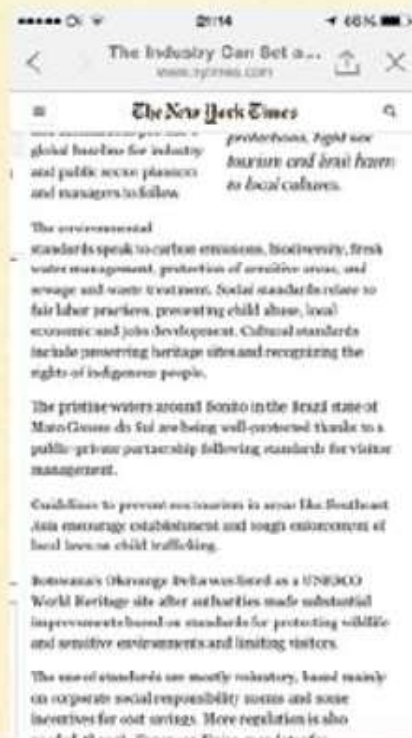 21:14
66%
The Industry Can Set a...
www.nytimes.com
The New York Times
global baseline for industry
and public sector planners
and managers to follow
protections, fight sex
tourism and limit harm
to local cultures.
The environmental
standards speak to carbon emissions, biodiversity, fresh
water management, protection of sensitive areas, and
sewage and waste treatment. Social standards relate to
fair labor practices, preventing child abuse, local
economic and jobs development. Cultural standards
include preserving heritage sites and recognizing the
rights of indigenous people.
The pristine waters around Bonito in the Brazil state of
Mato Grosso do Sul are being well-protected thanks to a
public-private partnership following standards for visitor
management.
Guidelines to prevent sex tourism in areas like Southeast
Asia encourage establishment and tough enforcement of
local laws on child trafficking.
Botswana's Okavango Delta was listed as a UNESCO
World Heritage site after authorities made substantial
improvements based on standards for protecting wildlife
and sensitive environments and limiting visitors.
The use of standards are mostly voluntary, based mainly
on corporate social responsibility norms and some
incentives for cost savings. More regulation is also